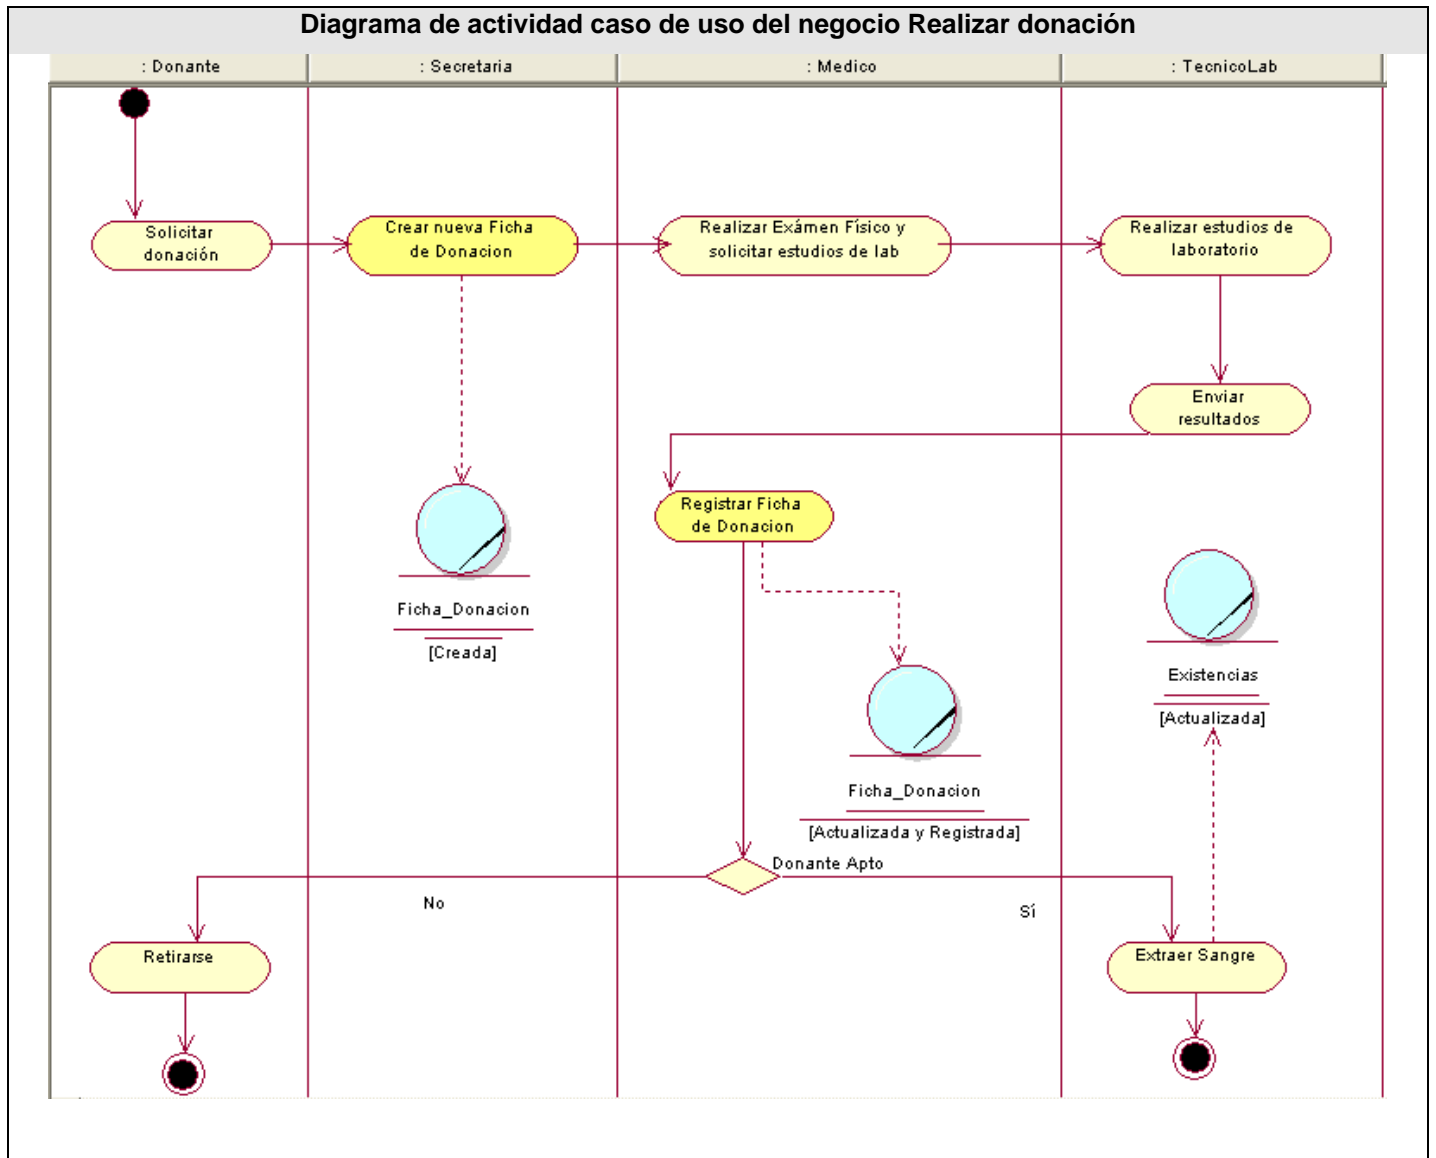 Diagrama de actividad caso de uso del negocio Realizar donación
: Donante
: Secretaria
: Medico
: TecnicoLab
Solicitar
donación
Crear nueva Ficha
de Donacion
Realizar Exámen Físico y
solicitar estudios de lab
Realizar estudios de
laboratorio
Enviar
resultados
Registrar Ficha
de Donacion
Ficha_Donacion
[Creada]
Existencias
[Actualizada]
Ficha_Donacion
[Actualizada y Registrada]
Donante Apto
No
Sí
Retirarse
Extraer Sangre